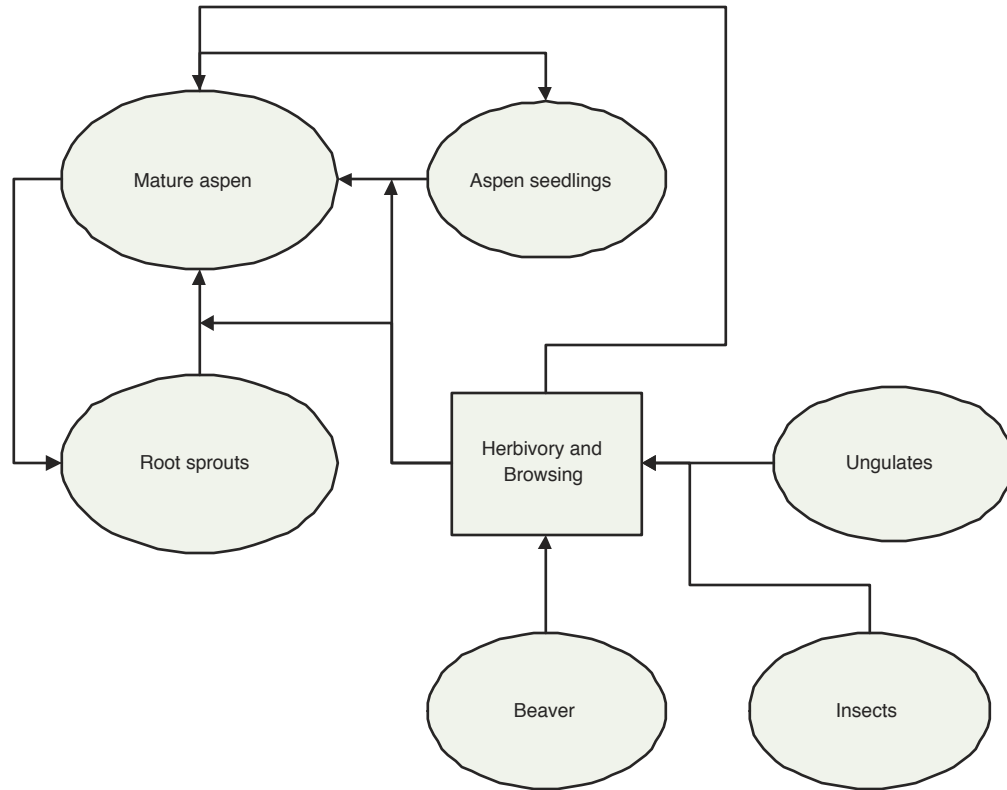 Mature aspen
Aspen seedlings
Root sprouts
Herbivory and
Browsing
Ungulates
Beaver
Insects